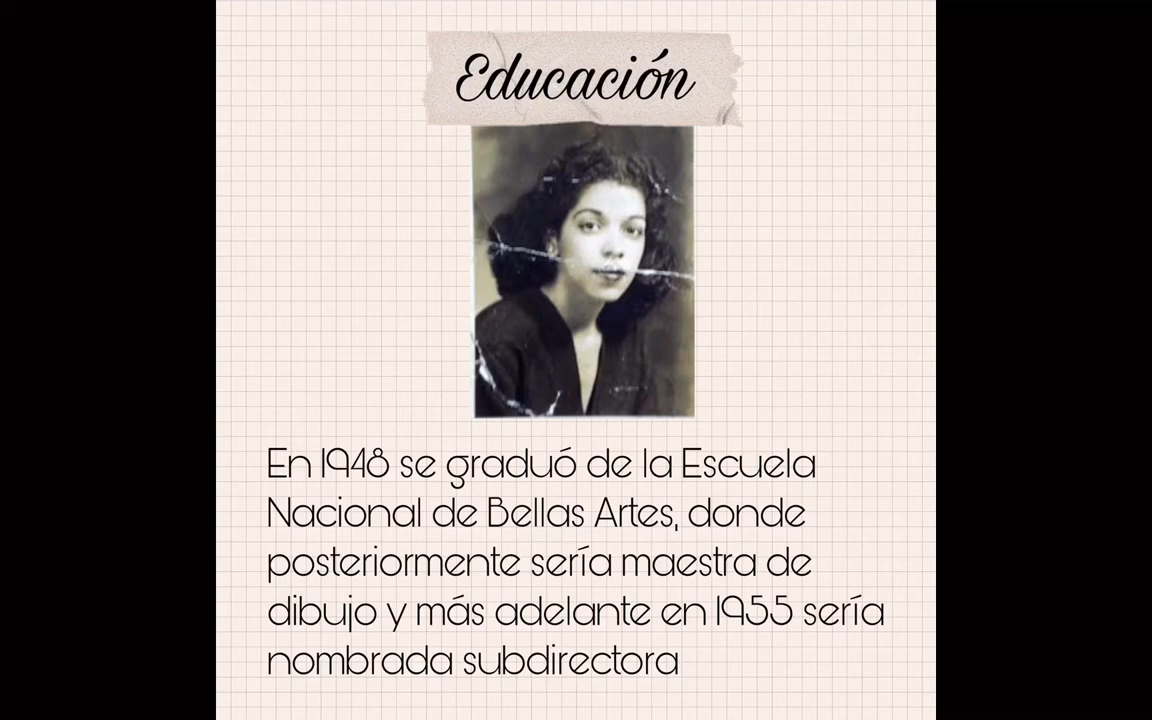 Educación
En 1948 se graduó de la Escuela
Nacional de Bellas Artes, donde
posteriormente sería maestra de
dibujo y más adelante en 1955 sería
nombrada subdirectora